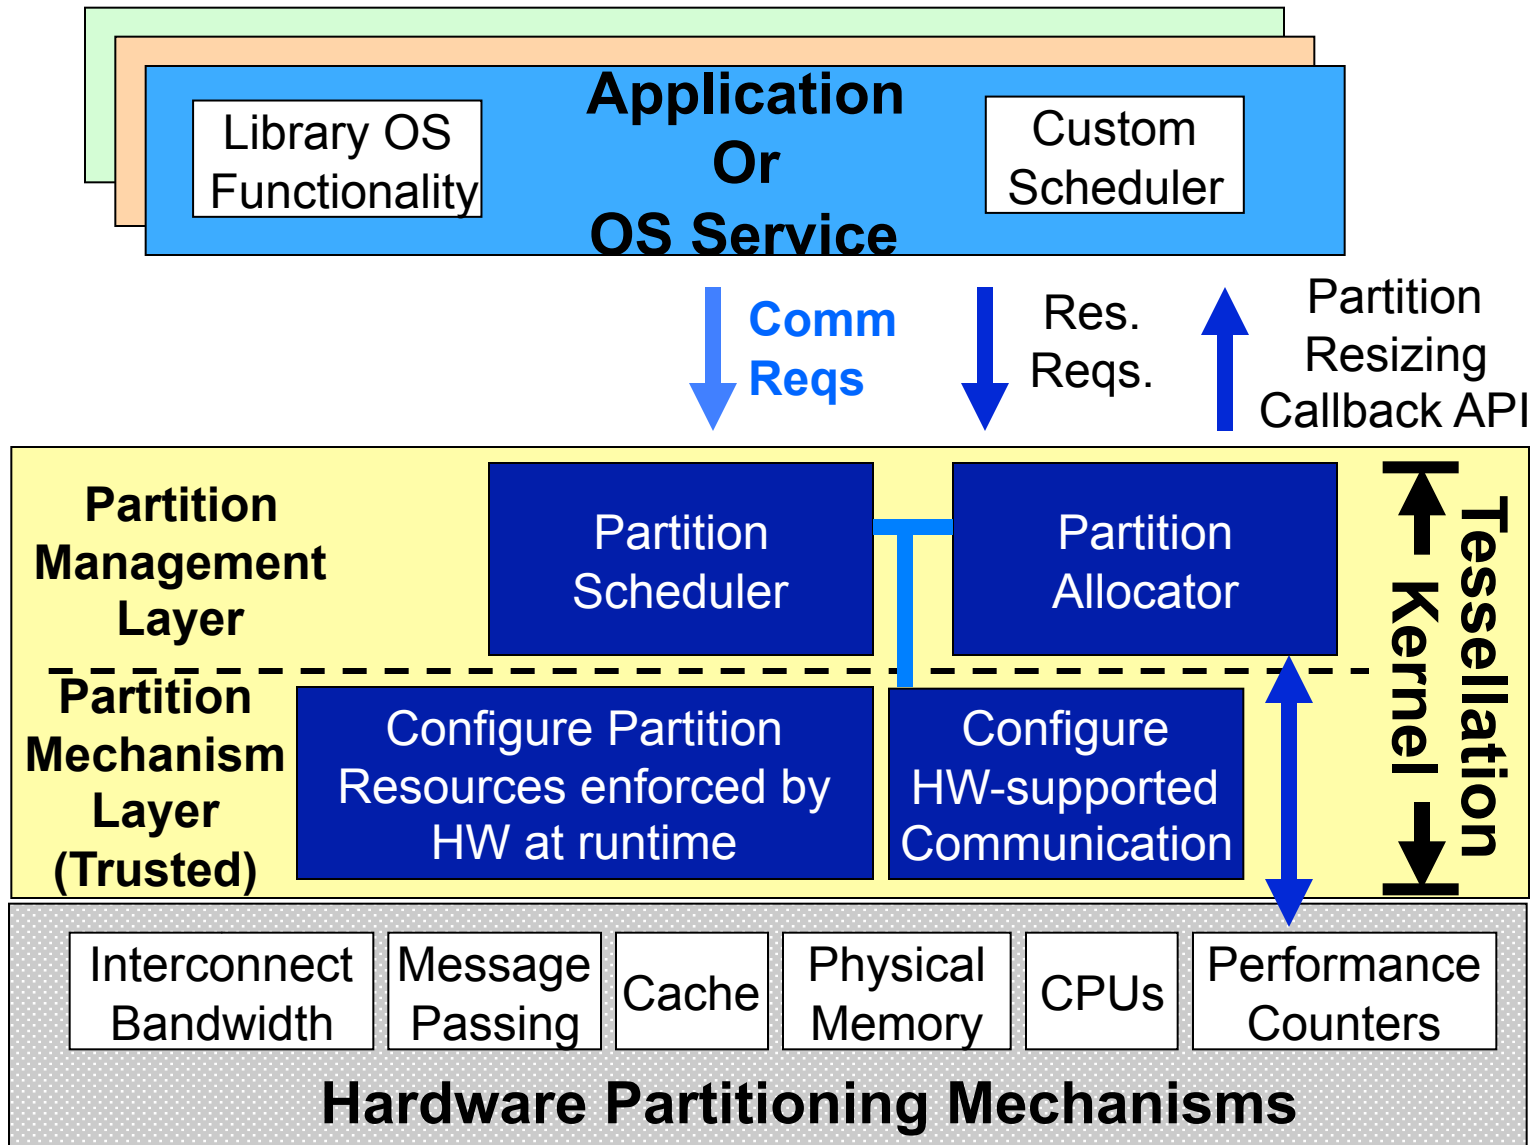 Library OS
Functionality
Application
Or
OS Service
Custom
Scheduler
Comm
Reqs
Res.
Reqs.
Partition
Resizing
Callback API
Partition
Management
Layer
Partition
Scheduler
Partition
Allocator
Tessellation
Kernel
Partition
Mechanism
Layer
(Trusted)
Configure Partition
Resources enforced by
HW at runtime
Configure
HW-supported
Communication
Interconnect
Bandwidth
Message
Passing
Cache
Physical
Memory
CPUs
Performance
Counters
Hardware Partitioning Mechanisms